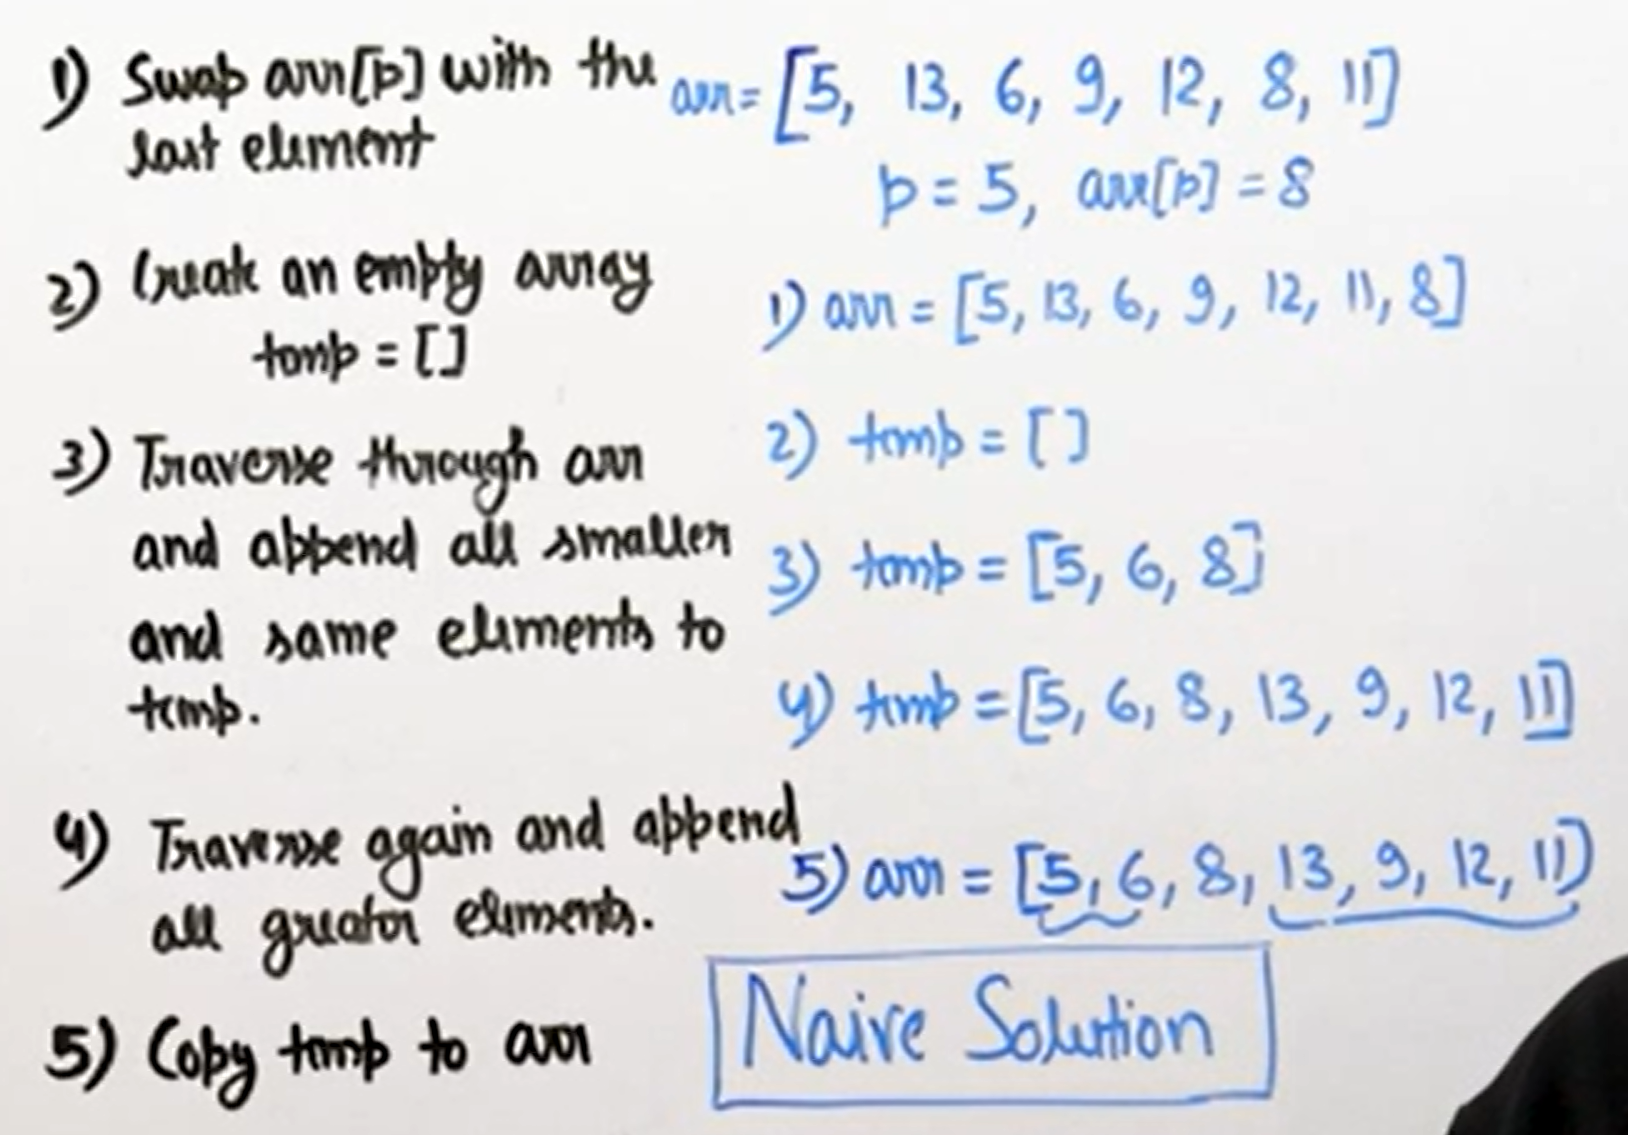 1) Swap arr[p] with the
last element
2) Create an empty array
temp = []
3) Traverse through arr
and append all smaller
and same elements to
temp.
4) Traverse again and append
all greater elements.
5) Copy temp to arr
arr = [5, 13, 6, 9, 12, 8, 11]
p = 5, arr[p] = 8
1) arr = [5, 13, 6, 9, 12, 11, 8]
2) temp = []
3) temp = [5, 6, 8]
4) temp = [5, 6, 8, 13, 9, 12, 11]
5) arr = [5, 6, 8, 13, 9, 12, 11]
Naive Solution